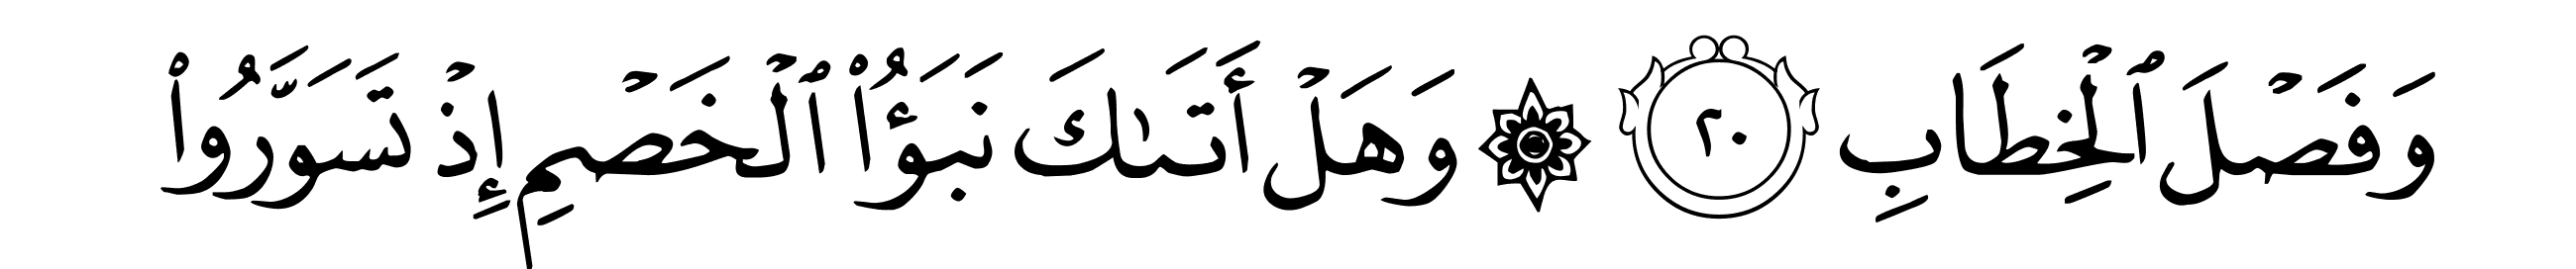 وَفَصْلَ ٱلْخِطَابِ ٢٠ ۞ وَهَلْ أَتَىٰكَ نَبَؤُا۟ ٱلْخَصْمِ إِذْ تَسَوَّرُوا۟